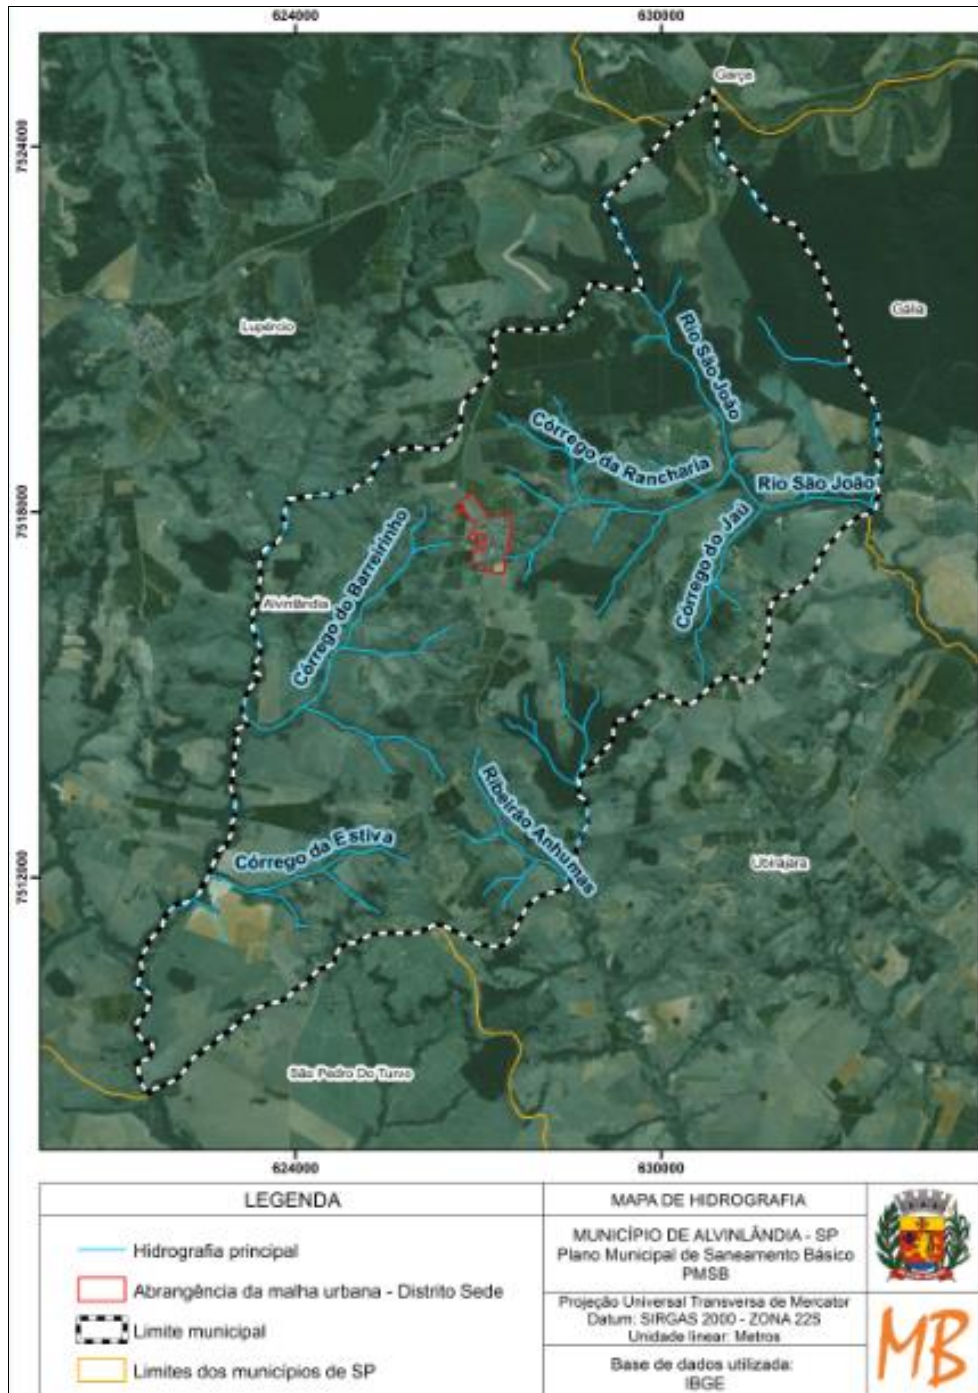 624000
630000
7524000
Garça
Gália
Lupércio
Rio São João
Córrego da Rancharia
Rio São João
7518000
Córrego do Barreirinho
Córrego do Jaú
Alvinlândia
Ribeirão Anhumas
Córrego da Estiva
Ubirajara
7512000
São Pedro Do Turvo
624000
630000
LEGENDA
Hidrografia principal
Abrangência da malha urbana - Distrito Sede
Limite municipal
Limites dos municípios de SP
MAPA DE HIDROGRAFIA
MUNICÍPIO DE ALVINLÂNDIA - SP
Plano Municipal de Saneamento Básico
PMSB
Projeção Universal Transversa de Mercator
Datum: SIRGAS 2000 - ZONA 22S
Unidade linear: Metros
Base de dados utilizada:
IBGE
MB